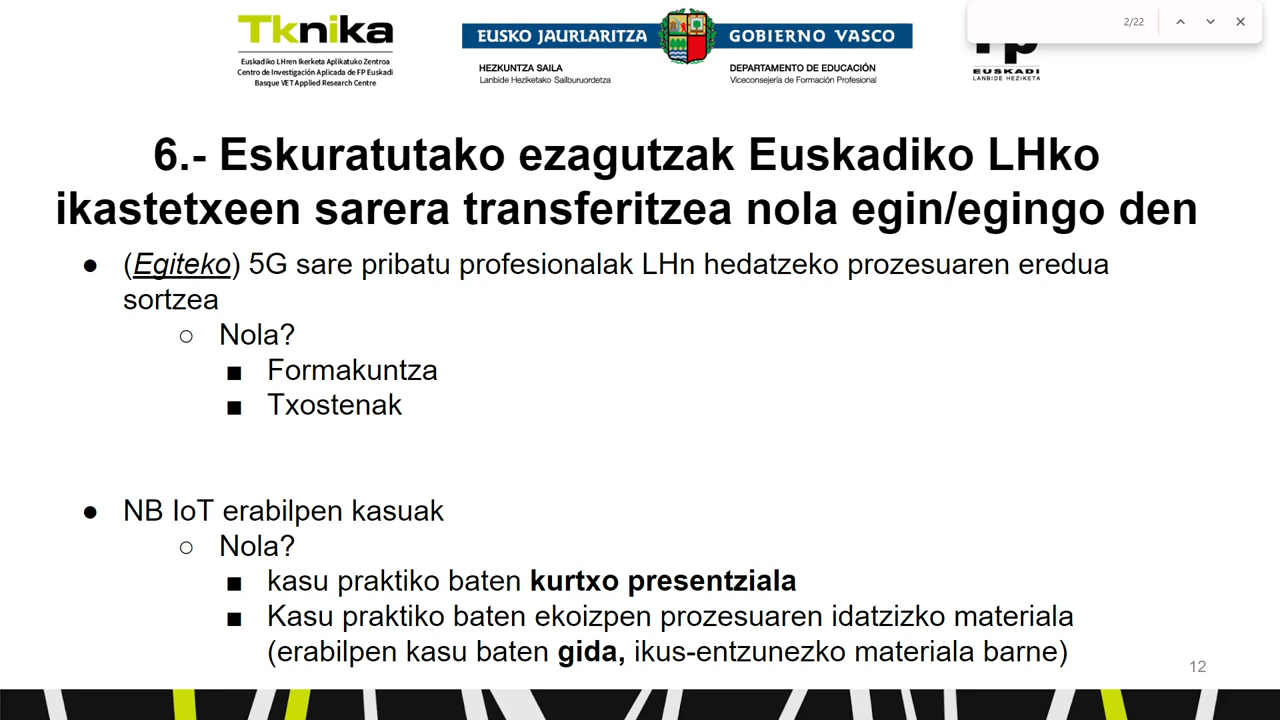 Tknika
Euskadiko LHren Ikerketa Aplikatuko Zentroa
Centro de Investigación Aplicada de FP Euskadi
Basque VET Applied Research Centre
EUSKO JAURLARITZA GOBIERNO VASCO
HEZKUNTZA SAILA
Lanbide Heziketako Sailburuordetza
DEPARTAMENTO DE EDUCACIÓN
Viceconsejería de Formación Profesional
2/22
fp
EUSKADI
LANBIDE HEZIKETA
6.- Eskuratutako ezagutzak Euskadiko LHko
ikastetxeen sarera transferitzea nola egin/egingo den
● (Egiteko) 5G sare pribatu profesionalak LHn hedatzeko prozesuaren eredua
sortzea
○ Nola?
■ Formakuntza
■ Txostenak
● NB IoT erabilpen kasuak
○ Nola?
■ kasu praktiko baten kurtxo presentziala
■ Kasu praktiko baten ekoizpen prozesuaren idatzizko materiala
(erabilpen kasu baten gida, ikus-entzunezko materiala barne)
12